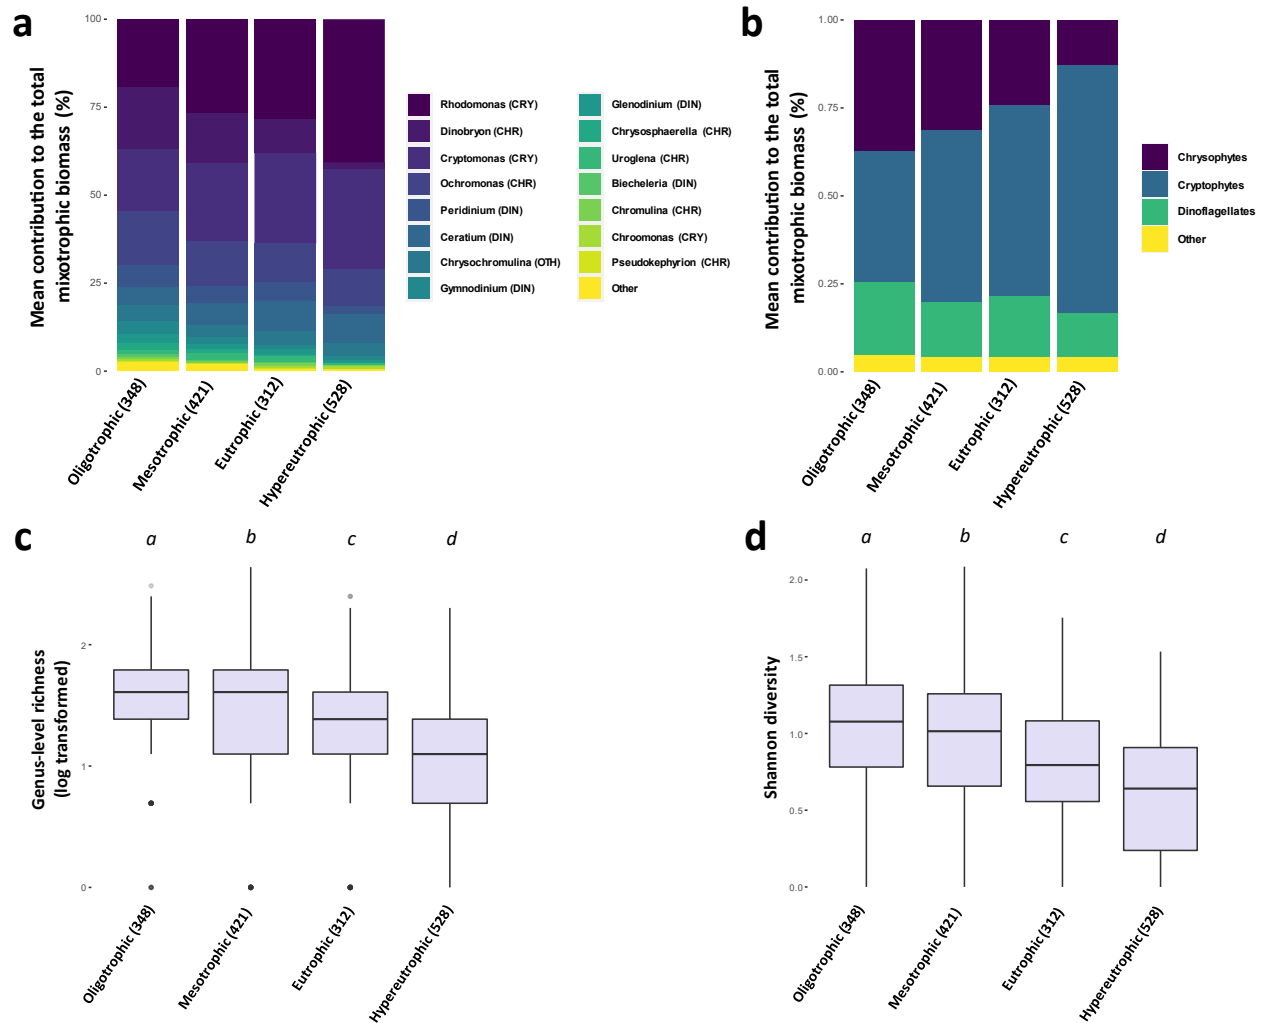 a
Mean contribution to the total
mixotrophic biomass (%)
100
75
50
25
0
Oligotrophic (348)
Mesotrophic (421)
Eutrophic (312)
Hypereutrophic (528)
Rhodomonas (CRY)
Dinobryon (CHR)
Cryptomonas (CRY)
Ochromonas (CHR)
Peridinium (DIN)
Ceratium (DIN)
Chrysochromulina (OTH)
Gymnodinium (DIN)
Glenodinium (DIN)
Chrysosphaerella (CHR)
Uroglena (CHR)
Biecheleria (DIN)
Chromulina (CHR)
Chroomonas (CRY)
Pseudokephyrion (CHR)
Other
b
Mean contribution to the total
mixotrophic biomass (%)
1.00
0.75
0.50
0.25
0.00
Oligotrophic (348)
Mesotrophic (421)
Eutrophic (312)
Hypereutrophic (528)
Chrysophytes
Cryptophytes
Dinoflagellates
Other
c
a
b
c
d
Genus-level richness
(log transformed)
2
1
0
Oligotrophic (348)
Mesotrophic (421)
Eutrophic (312)
Hypereutrophic (528)
d
a
b
c
d
Shannon diversity
2.0
1.5
1.0
0.5
0.0
Oligotrophic (348)
Mesotrophic (421)
Eutrophic (312)
Hypereutrophic (528)